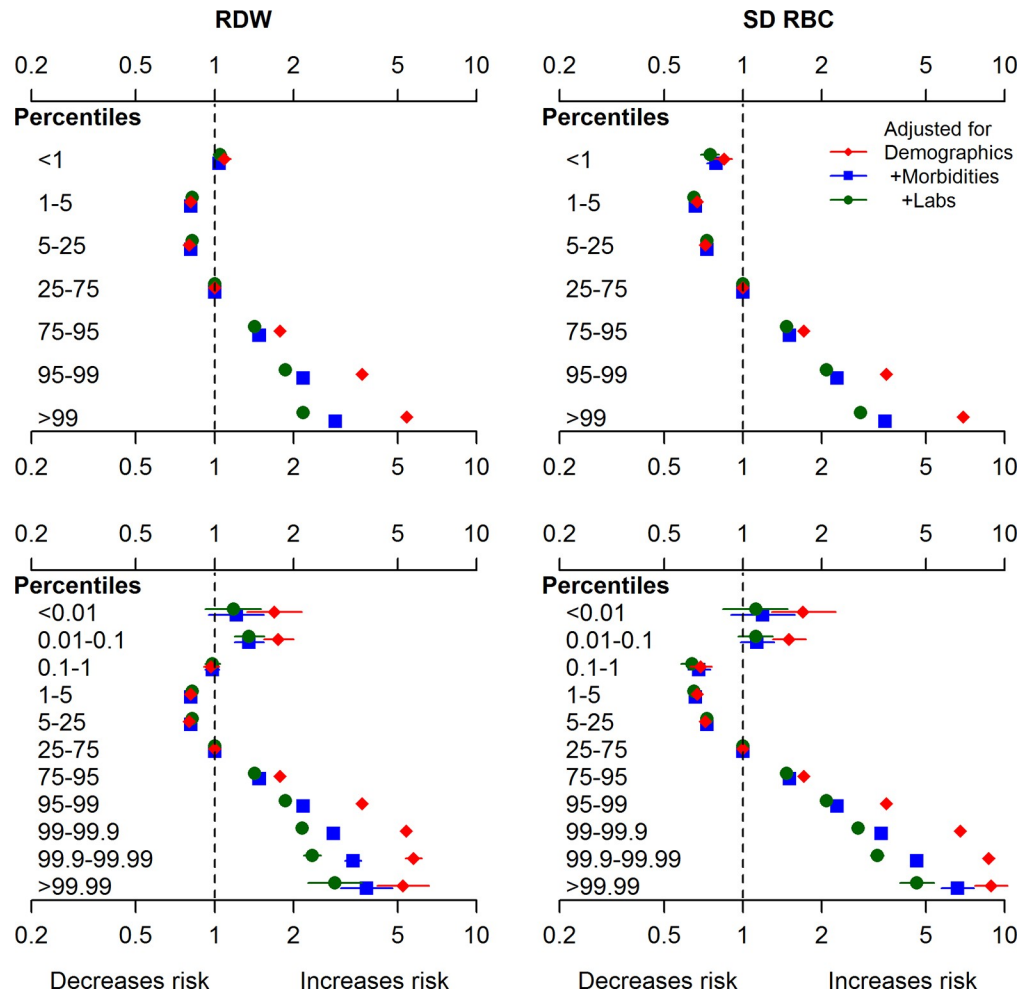 RDW
SD RBC
0.2 0.5 1 2 5 10
0.2 0.5 1 2 5 10
Percentiles
<1
1-5
5-25
25-75
75-95
95-99
>99
0.2 0.5 1 2 5 10
Percentiles
<1
1-5
5-25
25-75
75-95
95-99
>99
0.2 0.5 1 2 5 10
Adjusted for
Demographics
+Morbidities
+Labs
0.2 0.5 1 2 5 10
0.2 0.5 1 2 5 10
Percentiles
<0.01
0.01-0.1
0.1-1
1-5
5-25
25-75
75-95
95-99
99-99.9
99.9-99.99
>99.99
0.2 0.5 1 2 5 10
Decreases risk Increases risk
Percentiles
<0.01
0.01-0.1
0.1-1
1-5
5-25
25-75
75-95
95-99
99-99.9
99.9-99.99
>99.99
0.2 0.5 1 2 5 10
Decreases risk Increases risk